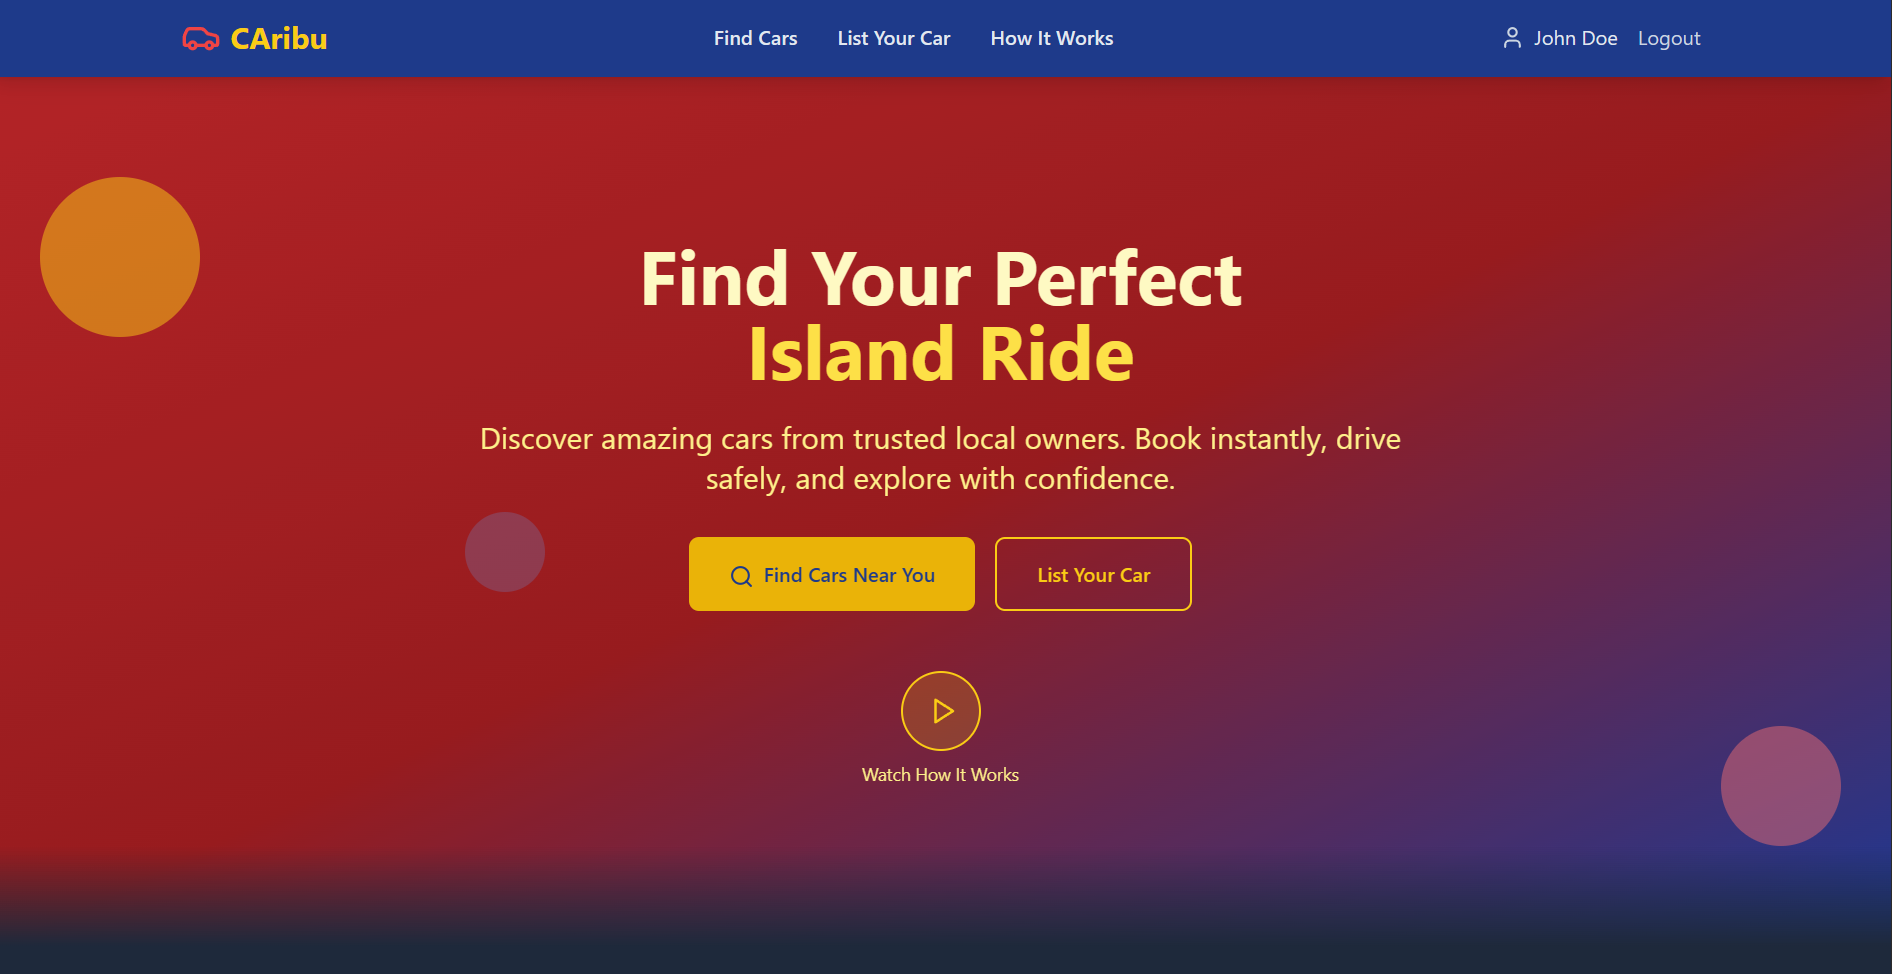 CAribu
Find Cars
List Your Car
How It Works
John Doe
Logout
Find Your Perfect
Island Ride
Discover amazing cars from trusted local owners. Book instantly, drive
safely, and explore with confidence.
Find Cars Near You
List Your Car
Watch How It Works